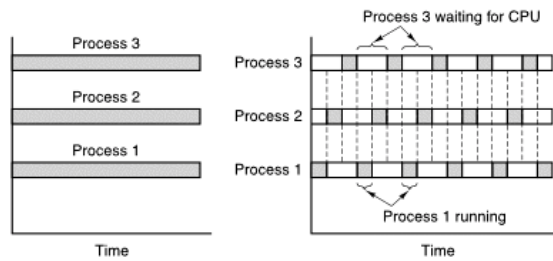 Process 3
Process 2
Process 1
Time
Process 3 waiting for CPU
Process 3
Process 2
Process 1
Process 1 running
Time